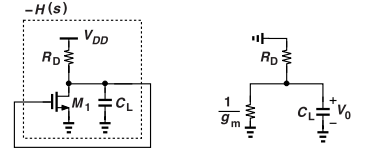 −H(s)
V_DD
R_D
M_1
C_L
R_D
1/g_m
C_L
+
V_0
−